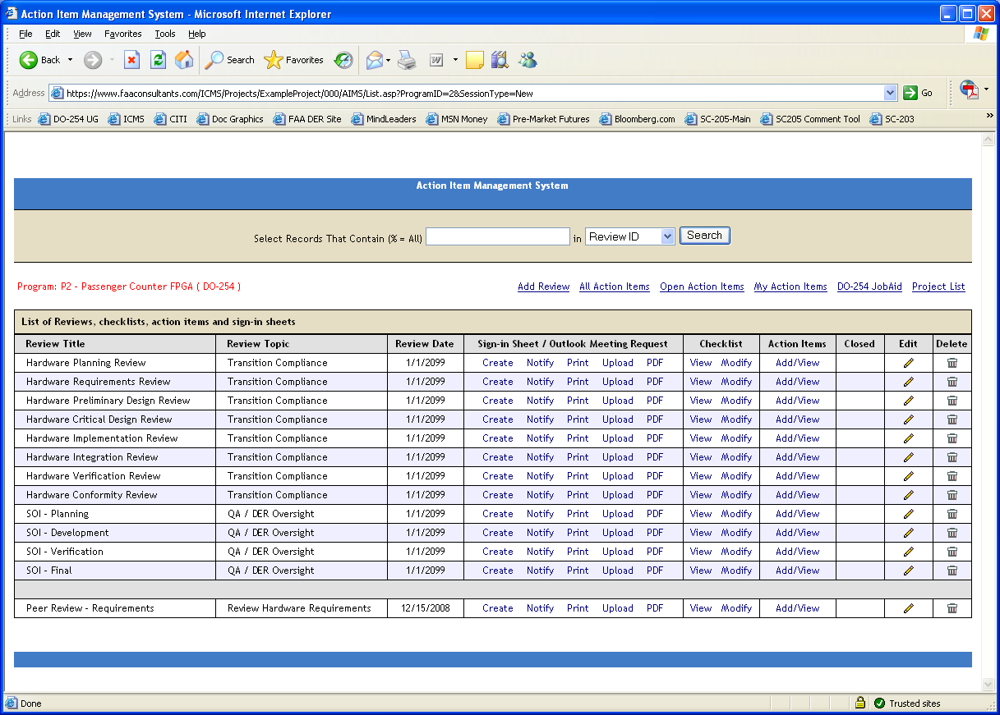 Action Item Management System - Microsoft Internet Explorer
File Edit View Favorites Tools Help
Back Search Favorites
Address https://www.faaconsultants.com/ICMS/Projects/ExampleProject/000/AIMS/List.asp?ProgramID=2&SessionType=New Go
Links DO-254 UG ICMS CITI Doc Graphics FAA DER Site MindLeaders MSN Money Pre-Market Futures Bloomberg.com SC-205-Main SC205 Comment Tool SC-203 »
Action Item Management System
Select Records That Contain (% = All) in Review ID Search
Program: P2 - Passenger Counter FPGA ( DO-254 ) Add Review All Action Items Open Action Items My Action Items DO-254 JobAid Project List
List of Reviews, checklists, action items and sign-in sheets
Review Title Review Topic Review Date Sign-in Sheet / Outlook Meeting Request Checklist Action Items Closed Edit Delete
Hardware Planning Review Transition Compliance 1/1/2099 Create Notify Print Upload PDF View Modify Add/View
Hardware Requirements Review Transition Compliance 1/1/2099 Create Notify Print Upload PDF View Modify Add/View
Hardware Preliminary Design Review Transition Compliance 1/1/2099 Create Notify Print Upload PDF View Modify Add/View
Hardware Critical Design Review Transition Compliance 1/1/2099 Create Notify Print Upload PDF View Modify Add/View
Hardware Implementation Review Transition Compliance 1/1/2099 Create Notify Print Upload PDF View Modify Add/View
Hardware Integration Review Transition Compliance 1/1/2099 Create Notify Print Upload PDF View Modify Add/View
Hardware Verification Review Transition Compliance 1/1/2099 Create Notify Print Upload PDF View Modify Add/View
Hardware Conformity Review Transition Compliance 1/1/2099 Create Notify Print Upload PDF View Modify Add/View
SOI - Planning QA / DER Oversight 1/1/2099 Create Notify Print Upload PDF View Modify Add/View
SOI - Development QA / DER Oversight 1/1/2099 Create Notify Print Upload PDF View Modify Add/View
SOI - Verification QA / DER Oversight 1/1/2099 Create Notify Print Upload PDF View Modify Add/View
SOI - Final QA / DER Oversight 1/1/2099 Create Notify Print Upload PDF View Modify Add/View
Peer Review - Requirements Review Hardware Requirements 12/15/2008 Create Notify Print Upload PDF View Modify Add/View
Done Trusted sites